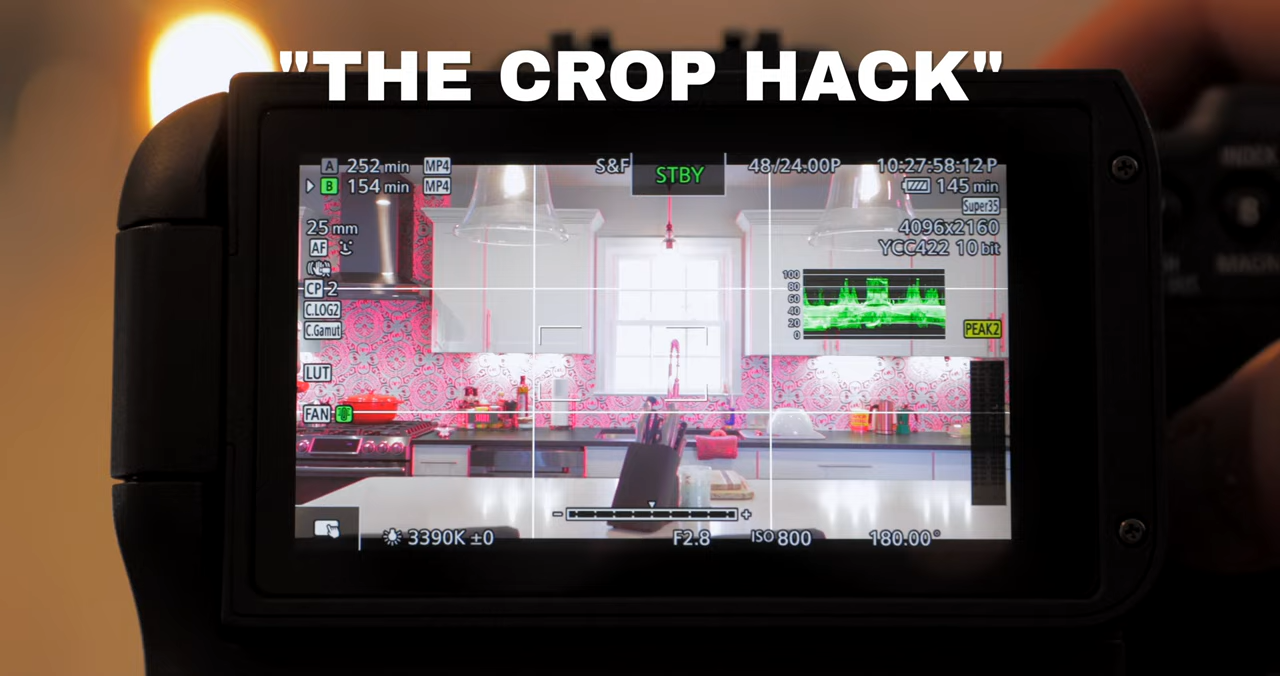 "THE CROP HACK"
A 252 min MP4
B 154 min MP4
S&F STBY 48/24.00P 10:27:58:12P
145 min
Super35
25 mm
4096x2160
AF
YCC422 10 bit
CP 2
C.LOG2
C.Gamut
100
80
60
40
20
0
PEAK2
LUT
FAN
3390K ±0 F2.8 ISO 800 180.00°
INDEX